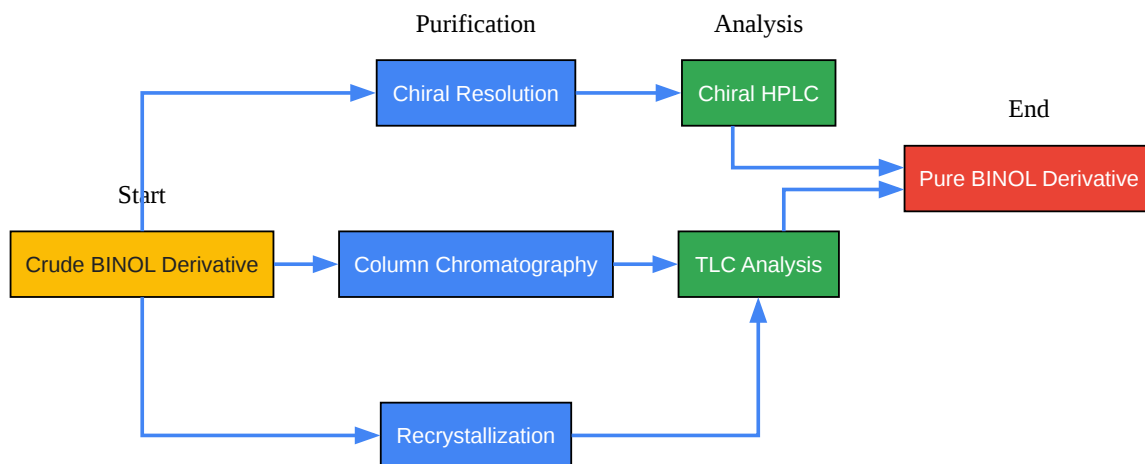 Purification
Analysis
Chiral Resolution
Chiral HPLC
End
Pure BINOL Derivative
Start
Crude BINOL Derivative
Column Chromatography
TLC Analysis
Recrystallization